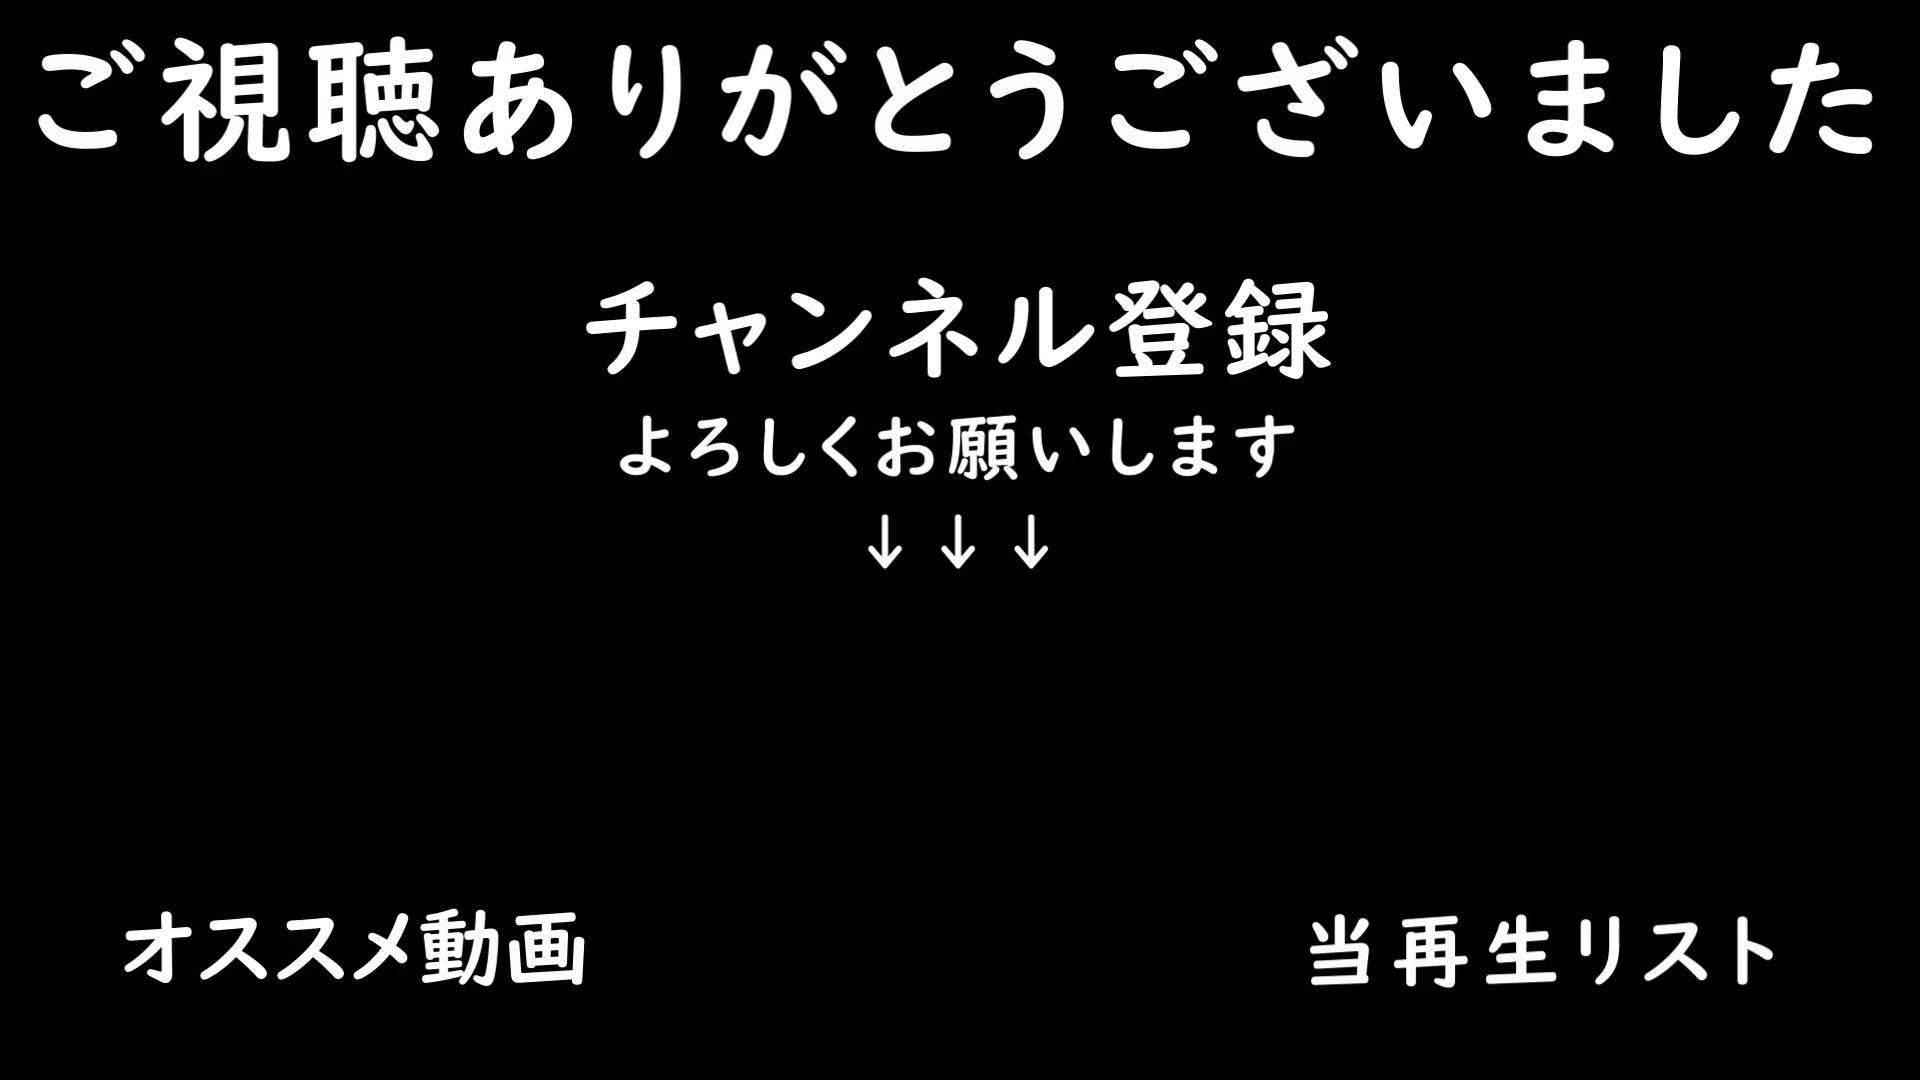 ご視聴ありがとうございました
チャンネル登録
よろしくお願いします
↓ ↓ ↓
オススメ動画
当再生リスト